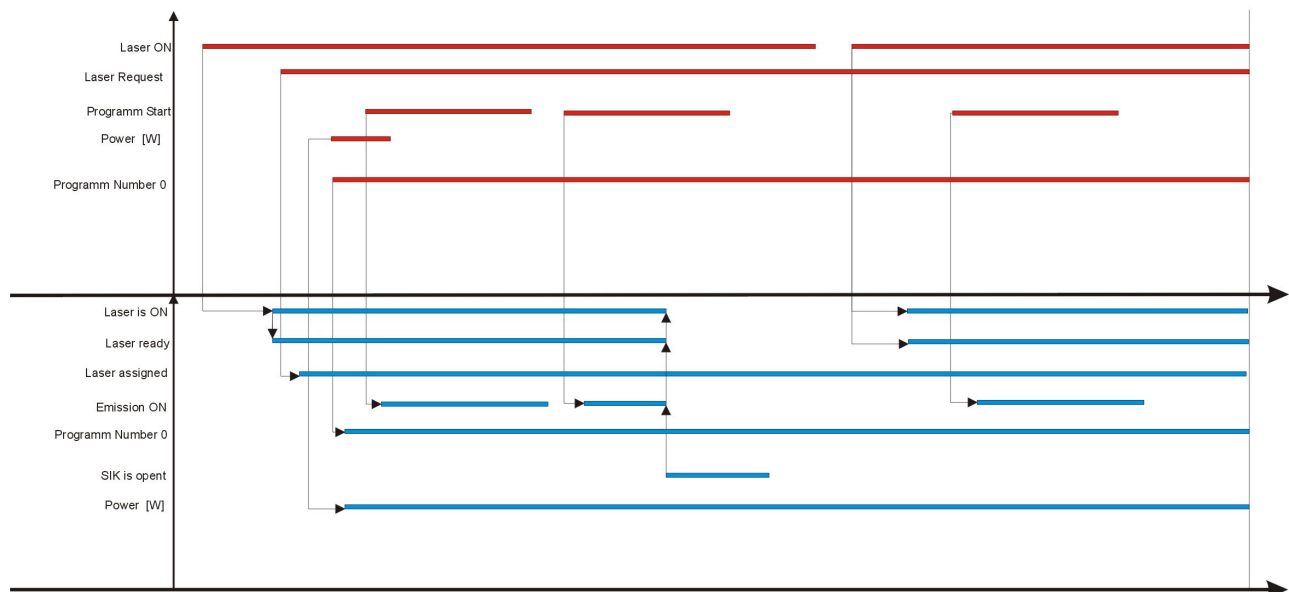 Laser ON
Laser Request
Programm Start
Power [W]
Programm Number 0
Laser is ON
Laser ready
Laser assigned
Emission ON
Programm Number 0
SIK is opent
Power [W]